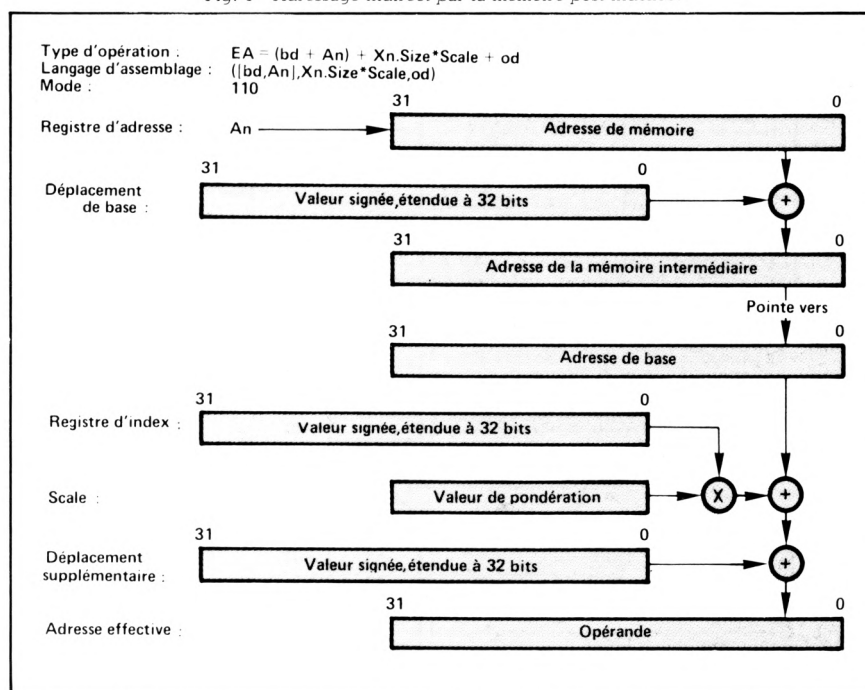 Type d'opération : EA = (bd + An) + Xn.Size*Scale + od
Langage d'assemblage : ([bd,An],Xn.Size*Scale,od)
Mode : 110
31 0
Registre d'adresse : An Adresse de mémoire
31 0
Déplacement de base : Valeur signée,étendue à 32 bits +
31 0
Adresse de la mémoire intermédiaire
Pointe vers
31 0
Adresse de base
31 0
Registre d'index : Valeur signée,étendue à 32 bits
Scale : Valeur de pondération X +
31 0
Déplacement supplémentaire : Valeur signée,étendue à 32 bits +
31 0
Adresse effective : Opérande